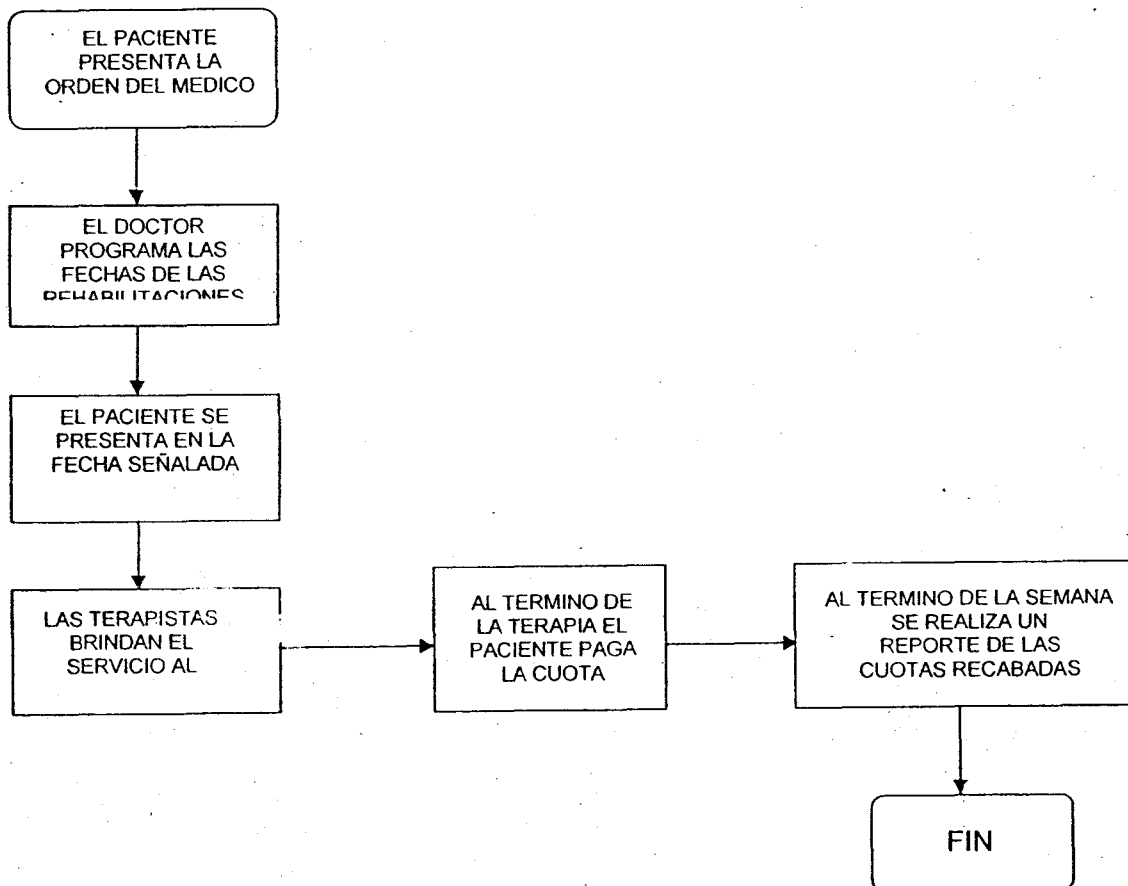 EL PACIENTE
PRESENTA LA
ORDEN DEL MEDICO
EL DOCTOR
PROGRAMA LAS
FECHAS DE LAS
REHABILITACIONES
EL PACIENTE SE
PRESENTA EN LA
FECHA SEÑALADA
LAS TERAPISTAS
BRINDAN EL
SERVICIO AL
AL TERMINO DE
LA TERAPIA EL
PACIENTE PAGA
LA CUOTA
AL TERMINO DE LA SEMANA
SE REALIZA UN
REPORTE DE LAS
CUOTAS RECABADAS
FIN